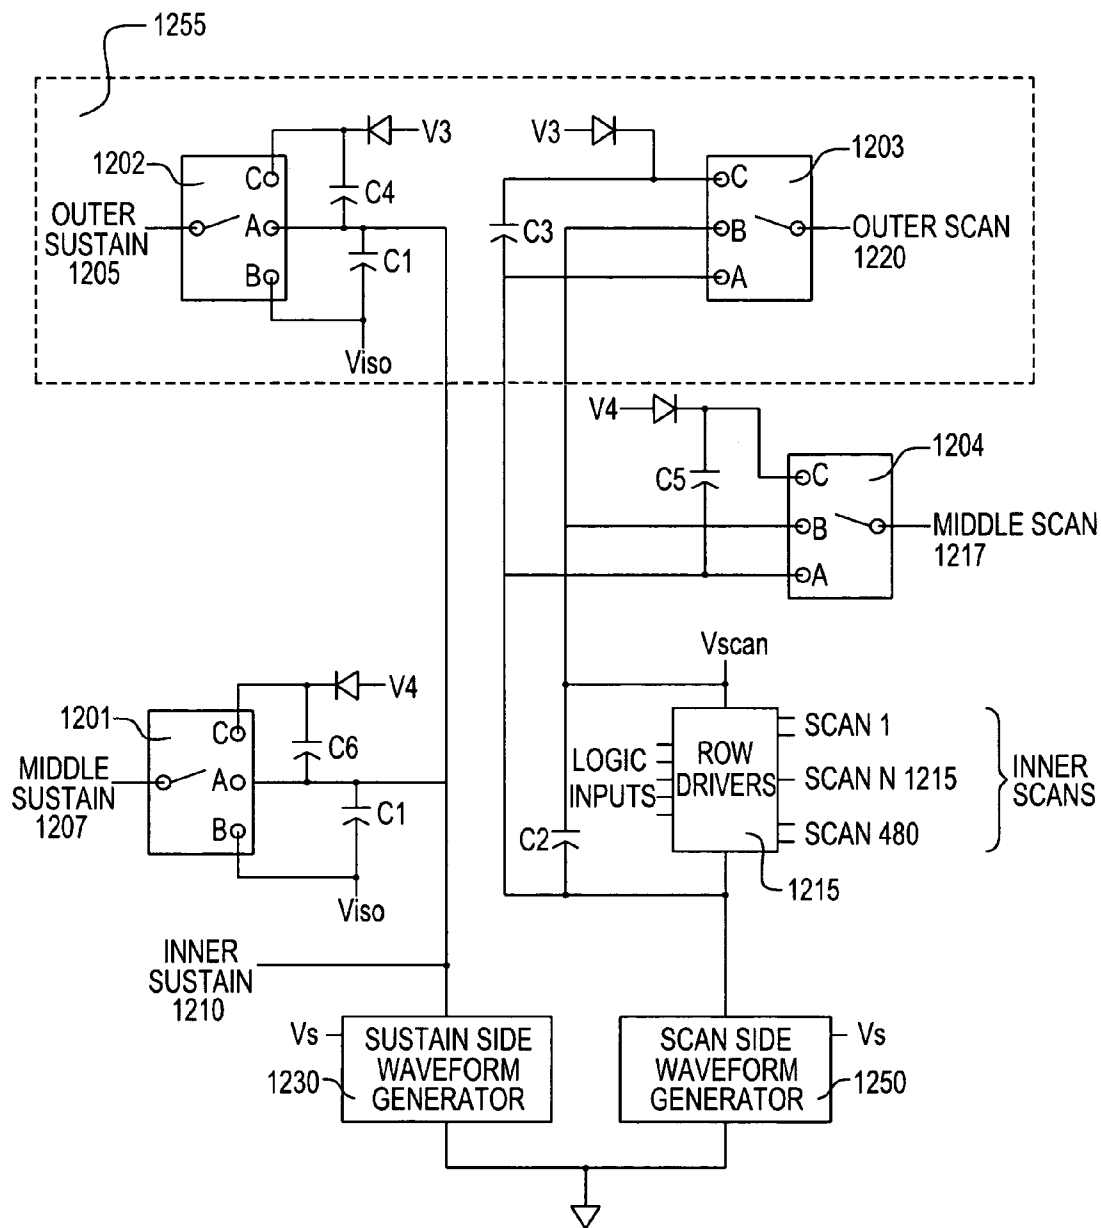 1255
V3
V3
1202
1203
C
C4
C
OUTER
SUSTAIN
1205
A
C3
B
OUTER SCAN
1220
C1
B
A
Viso
V4
1204
C
C5
B
MIDDLE SCAN
1217
A
Vscan
V4
1201
C
SCAN 1
C6
LOGIC
INPUTS
ROW
DRIVERS
MIDDLE
SUSTAIN
1207
A
SCAN N 1215
INNER
SCANS
C1
B
C2
SCAN 480
1215
Viso
INNER
SUSTAIN
1210
Vs
SUSTAIN SIDE
WAVEFORM
GENERATOR
1230
SCAN SIDE
WAVEFORM
GENERATOR
Vs
1250